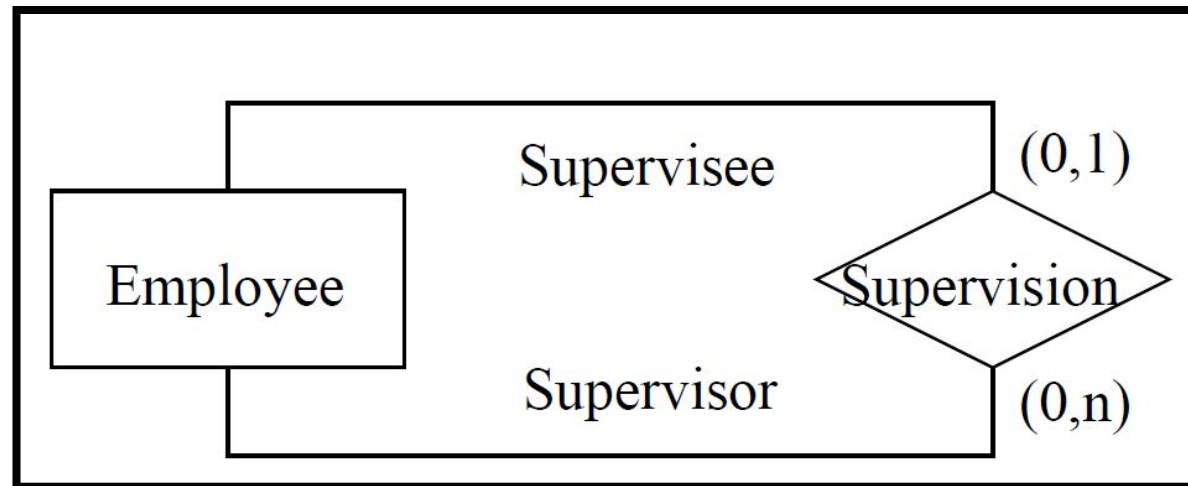 Supervisee
(0,1)
Employee
Supervision
Supervisor
(0,n)